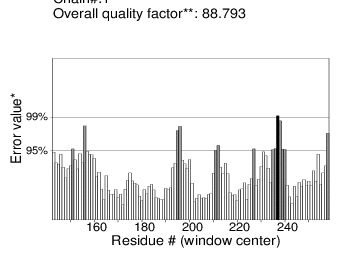 Chain#:1
Overall quality factor**: 88.793
Error value*
99%
95%
160 180 200 220 240
Residue # (window center)